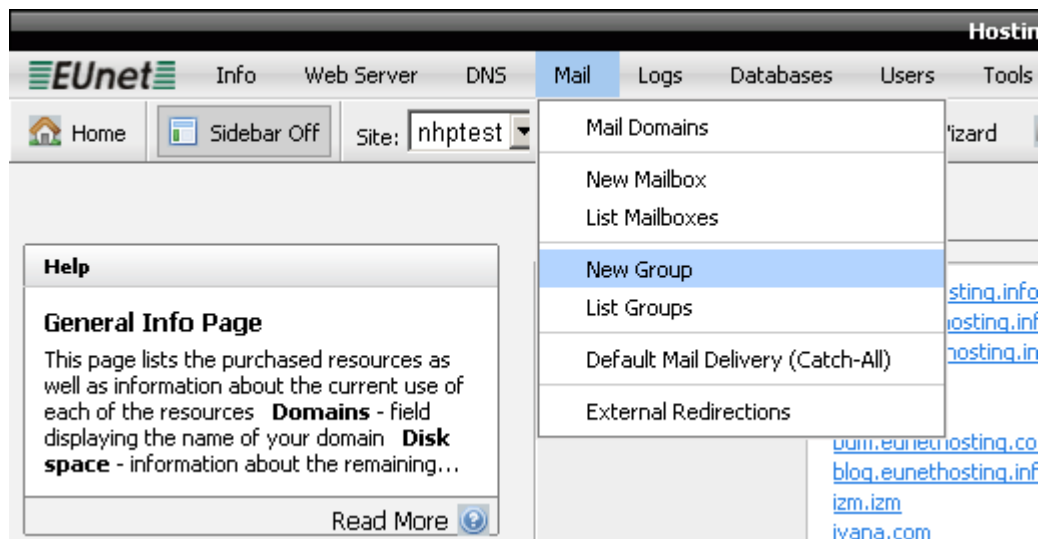 Hostin
EUnet Info Web Server DNS Mail Logs Databases Users Tools
Home Sidebar Off Site: nhptest
Mail Domains
New Mailbox
List Mailboxes
New Group
List Groups
Default Mail Delivery (Catch-All)
External Redirections
izard
Help
General Info Page
This page lists the purchased resources as
well as information about the current use of
each of the resources Domains - field
displaying the name of your domain Disk
space - information about the remaining...
Read More
sting.info
osting.inf
hosting.in
bum.eunethosting.co
blog.eunethosting.inf
izm.izm
ivana.com